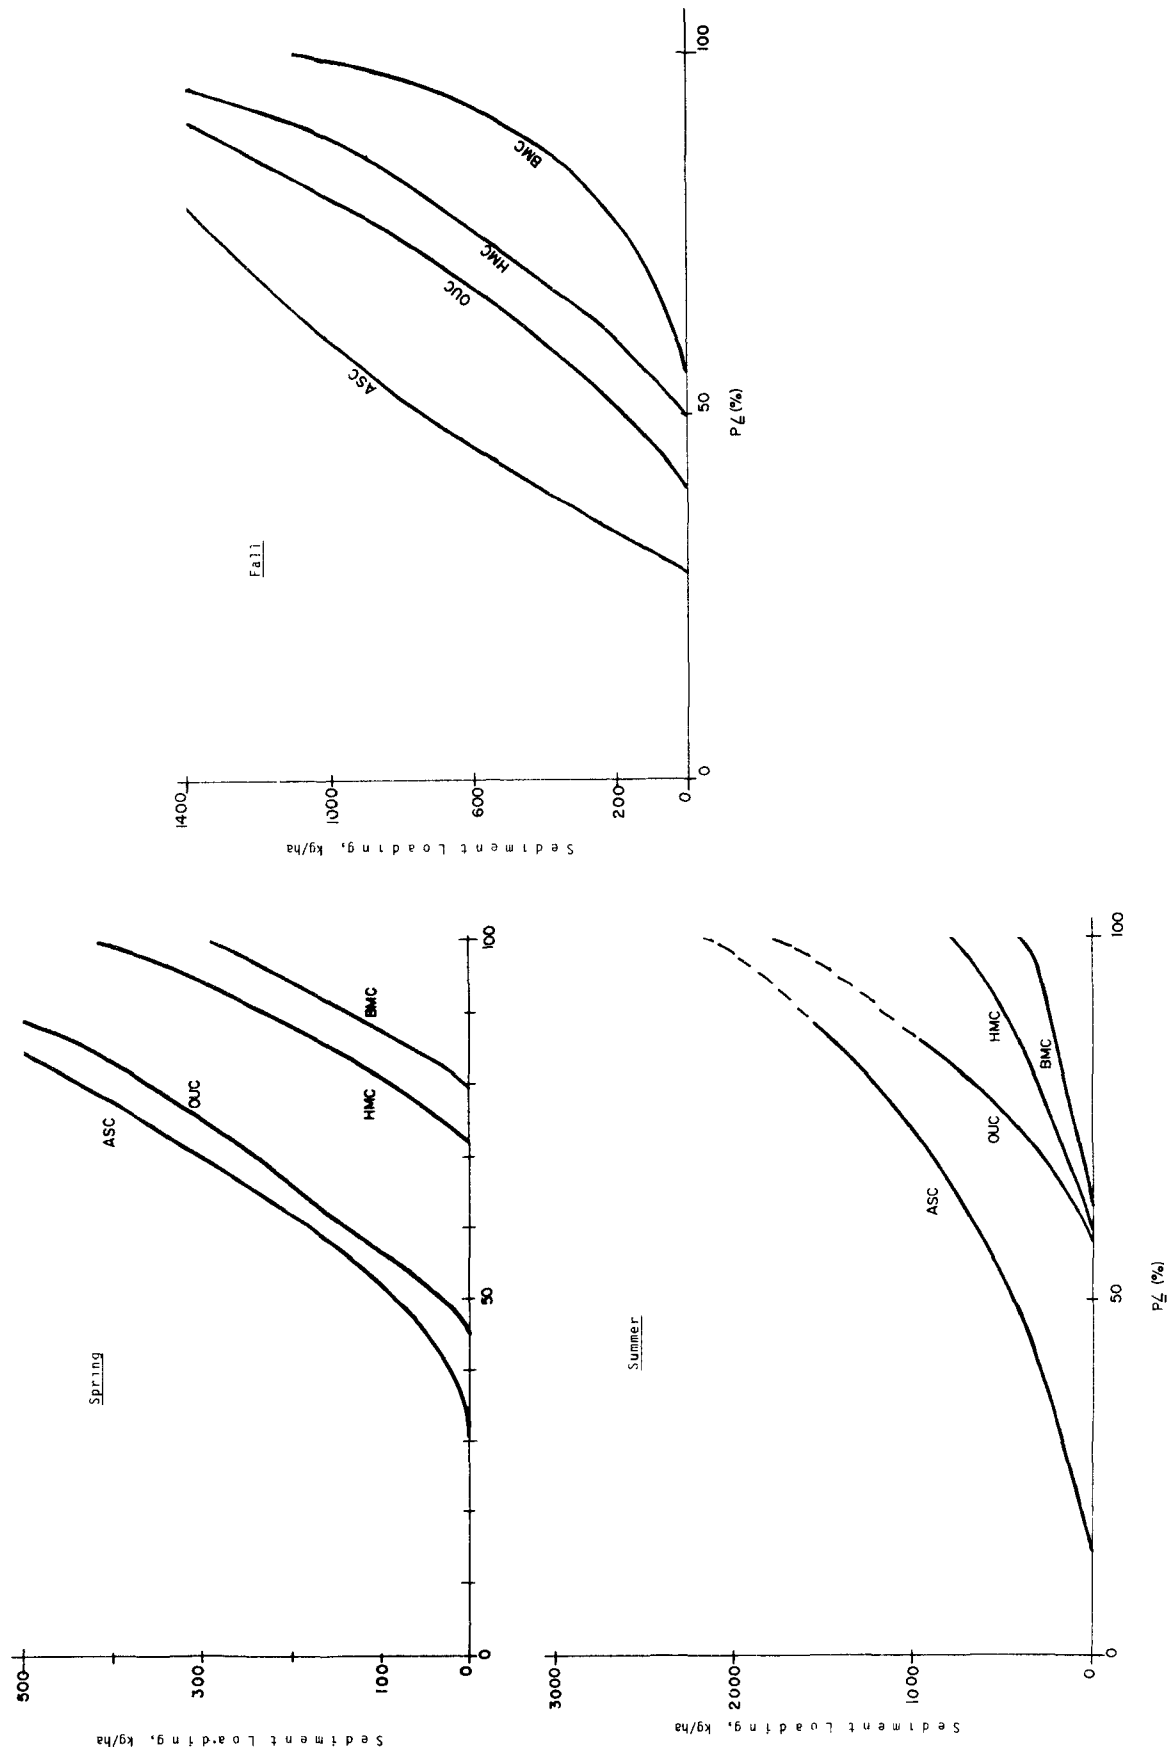 Spring
Sediment Loading, kg/ha
500
300
100
0
0
50
100
ASC
OUC
HMC
BMC
Summer
Sediment Loading, kg/ha
3000
2000
1000
0
0
50
100
P≤ (%)
ASC
OUC
HMC
BMC
Fall
Sediment Loading, kg/ha
1400
1000
600
200
0
0
50
100
P≤ (%)
ASC
OUC
HMC
BMC